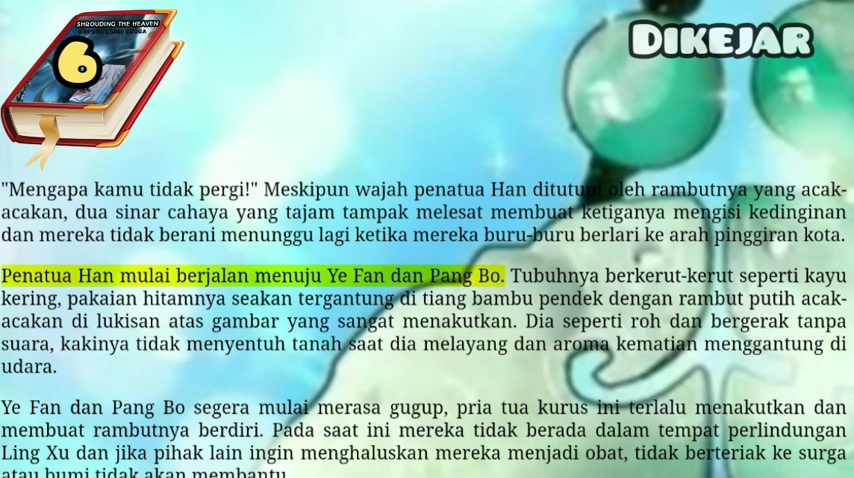 SHROUDING THE HEAVEN
6
DIKEJAR
"Mengapa kamu tidak pergi!" Meskipun wajah penatua Han ditutupi oleh rambutnya yang acak-
acakan, dua sinar cahaya yang tajam tampak melesat membuat ketiganya mengisi kedinginan
dan mereka tidak berani menunggu lagi ketika mereka buru-buru berlari ke arah pinggiran kota.
Penatua Han mulai berjalan menuju Ye Fan dan Pang Bo. Tubuhnya berkerut-kerut seperti kayu
kering, pakaian hitamnya seakan tergantung di tiang bambu pendek dengan rambut putih acak-
acakan di lukisan atas gambar yang sangat menakutkan. Dia seperti roh dan bergerak tanpa
suara, kakinya tidak menyentuh tanah saat dia melayang dan aroma kematian menggantung di
udara.
Ye Fan dan Pang Bo segera mulai merasa gugup, pria tua kurus ini terlalu menakutkan dan
membuat rambutnya berdiri. Pada saat ini mereka tidak berada dalam tempat perlindungan
Ling Xu dan jika pihak lain ingin menghaluskan mereka menjadi obat, tidak berteriak ke surga
atau bumi tidak akan membantu.